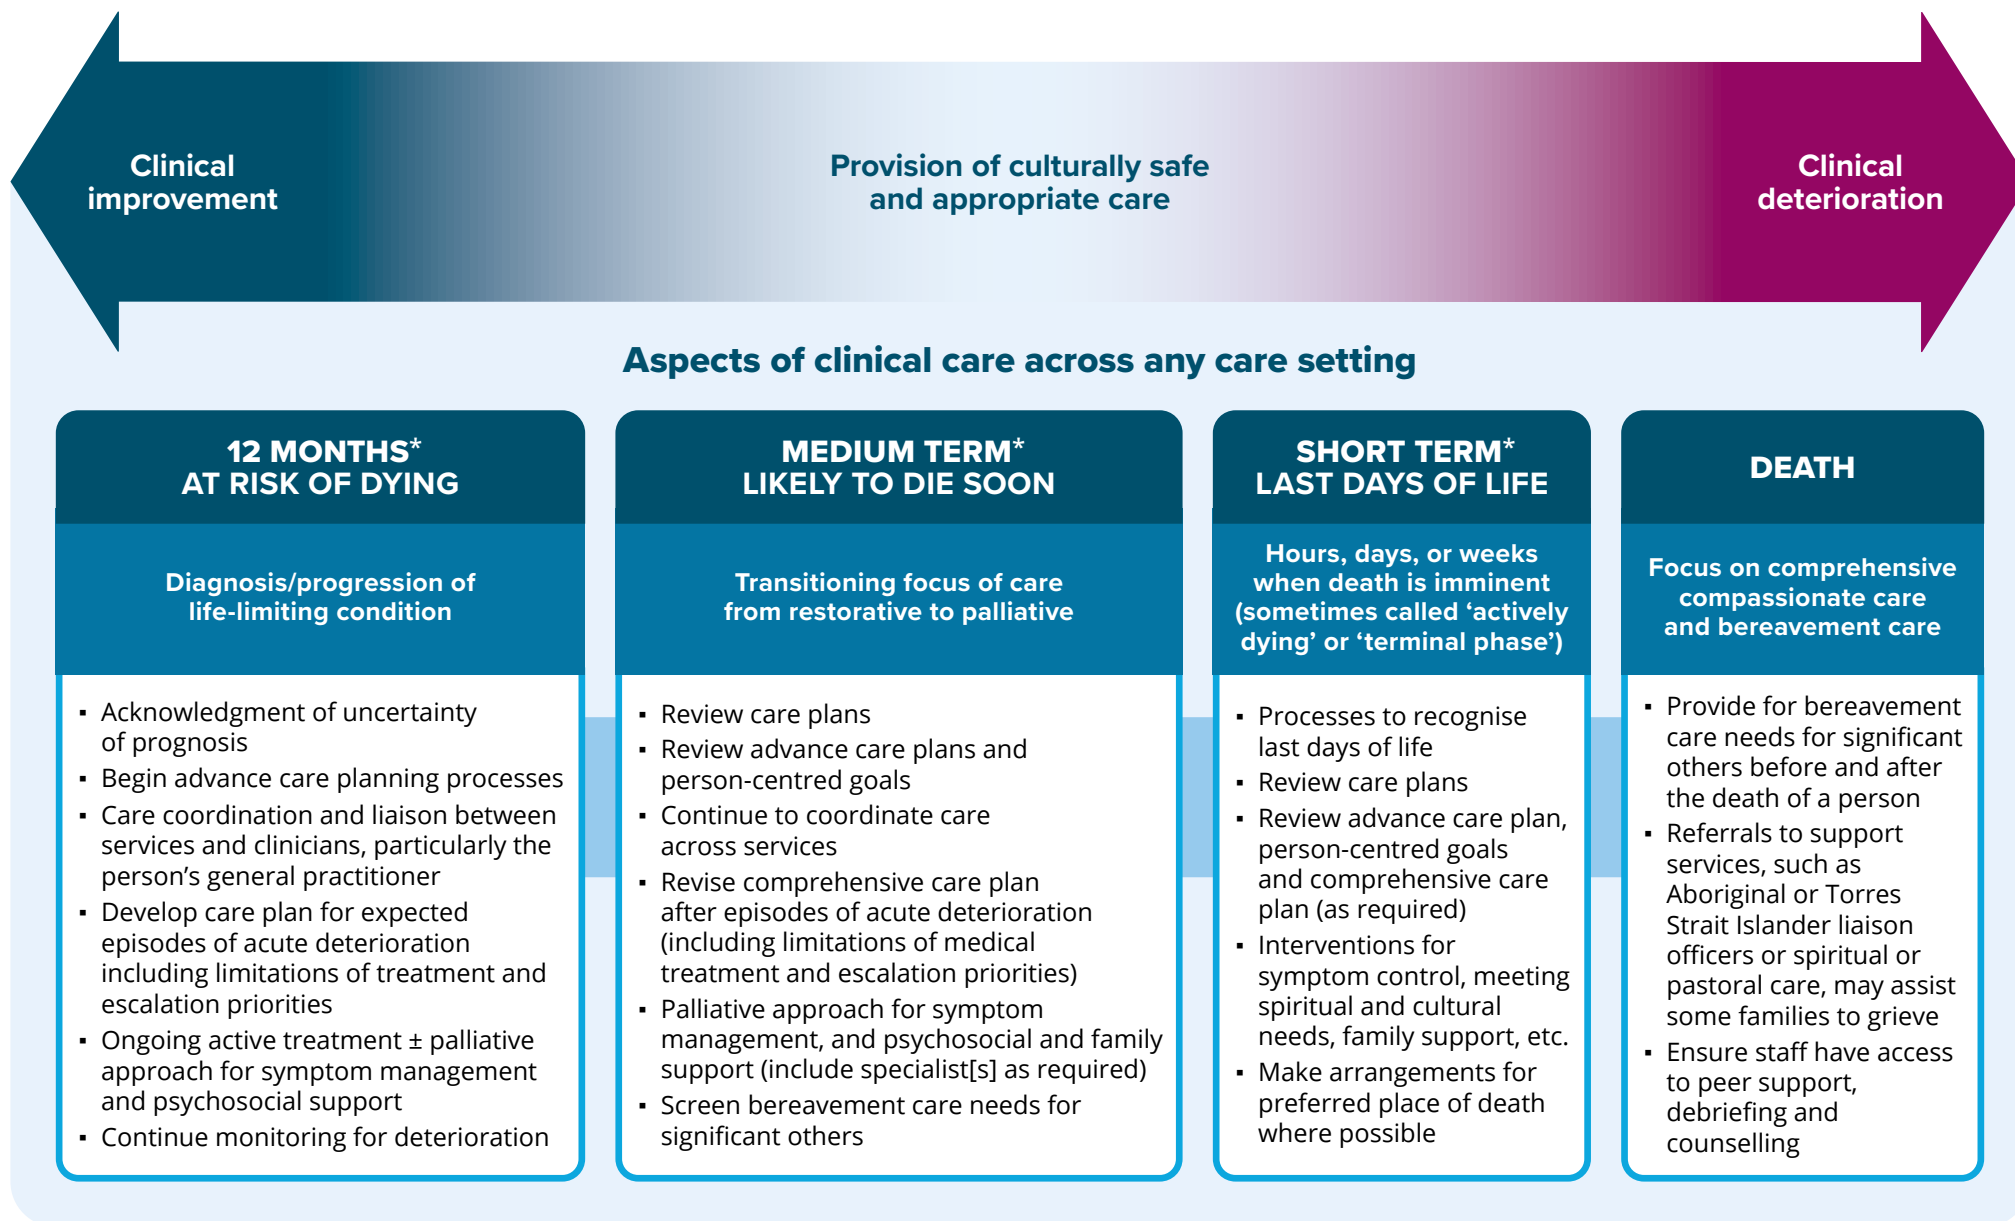 Clinical
improvement
Provision of culturally safe
and appropriate care
Clinical
deterioration
Aspects of clinical care across any care setting
12 MONTHS*
AT RISK OF DYING
Diagnosis/progression of
life-limiting condition
▪ Acknowledgment of uncertainty
of prognosis
▪ Begin advance care planning processes
▪ Care coordination and liaison between
services and clinicians, particularly the
person’s general practitioner
▪ Develop care plan for expected
episodes of acute deterioration
including limitations of treatment and
escalation priorities
▪ Ongoing active treatment ± palliative
approach for symptom management
and psychosocial support
▪ Continue monitoring for deterioration
MEDIUM TERM*
LIKELY TO DIE SOON
Transitioning focus of care
from restorative to palliative
▪ Review care plans
▪ Review advance care plans and
person-centred goals
▪ Continue to coordinate care
across services
▪ Revise comprehensive care plan
after episodes of acute deterioration
(including limitations of medical
treatment and escalation priorities)
▪ Palliative approach for symptom
management, and psychosocial and family
support (include specialist[s] as required)
▪ Screen bereavement care needs for
significant others
SHORT TERM*
LAST DAYS OF LIFE
Hours, days, or weeks
when death is imminent
(sometimes called ‘actively
dying’ or ‘terminal phase’)
▪ Processes to recognise
last days of life
▪ Review care plans
▪ Review advance care plan,
person-centred goals
and comprehensive care
plan (as required)
▪ Interventions for
symptom control, meeting
spiritual and cultural
needs, family support, etc.
▪ Make arrangements for
preferred place of death
where possible
DEATH
Focus on comprehensive
compassionate care
and bereavement care
▪ Provide for bereavement
care needs for significant
others before and after
the death of a person
▪ Referrals to support
services, such as
Aboriginal or Torres
Strait Islander liaison
officers or spiritual or
pastoral care, may assist
some families to grieve
▪ Ensure staff have access
to peer support,
debriefing and
counselling